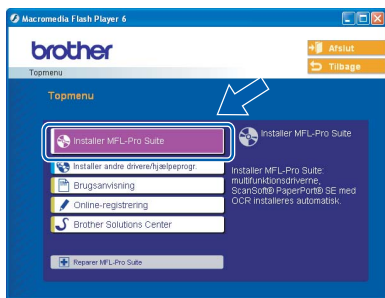 Macromedia Flash Player 6
brother
Afslut
Tilbage
Topmenu
Topmenu
Installer MFL-Pro Suite
Installer andre drivere/hjælpeprogr.
Brugsanvisning
Online-registrering
Brother Solutions Center
Reparer MFL-Pro Suite
Installer MFL-Pro Suite
Installer MFL-Pro Suite:
multifunktionsdriverne,
ScanSoft® PaperPort® SE med
OCR installeres automatisk.